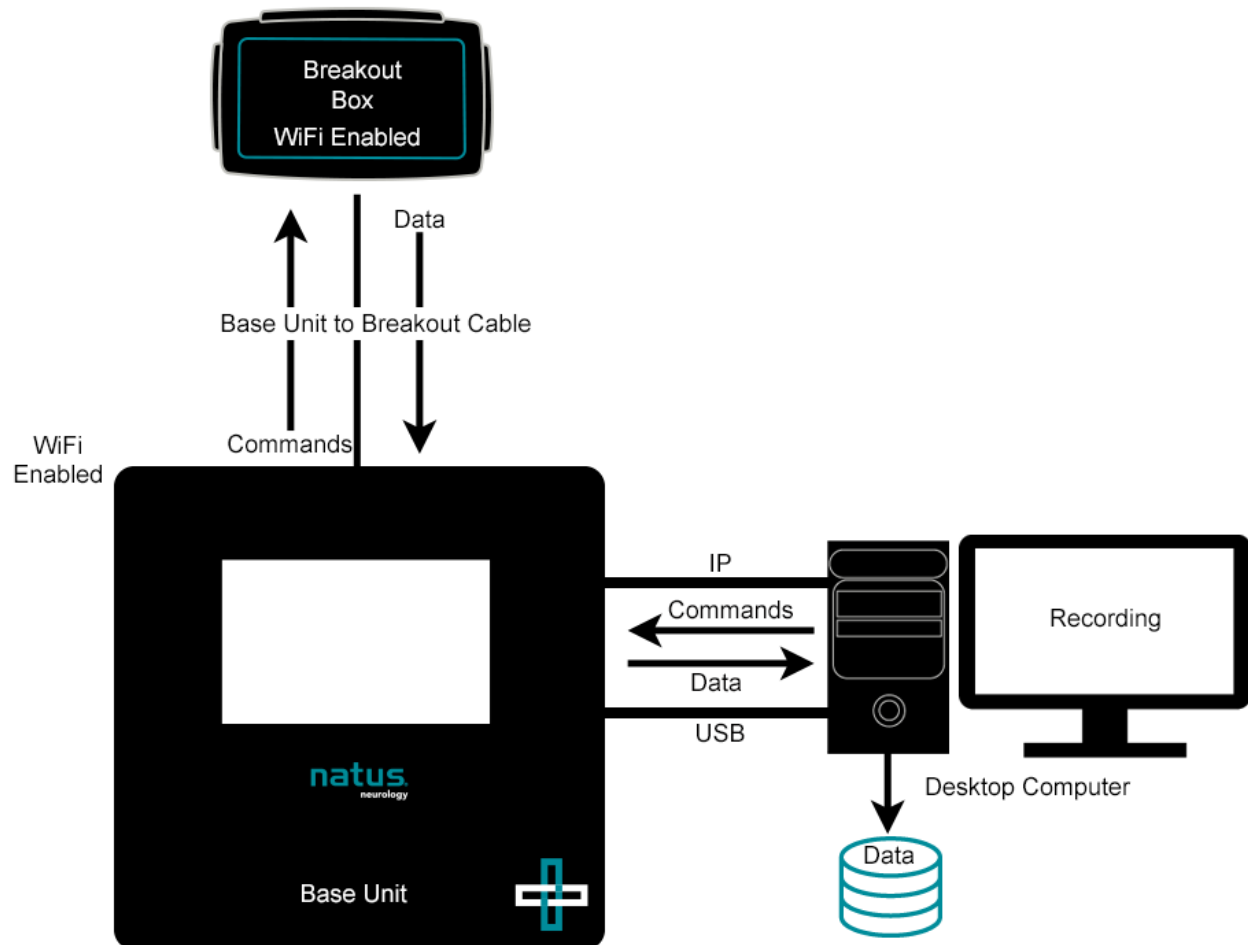 Breakout
Box
WiFi Enabled
Data
Base Unit to Breakout Cable
Commands
WiFi
Enabled
IP
Commands
Data
USB
Recording
natus.
neurology
Desktop Computer
Data
Base Unit